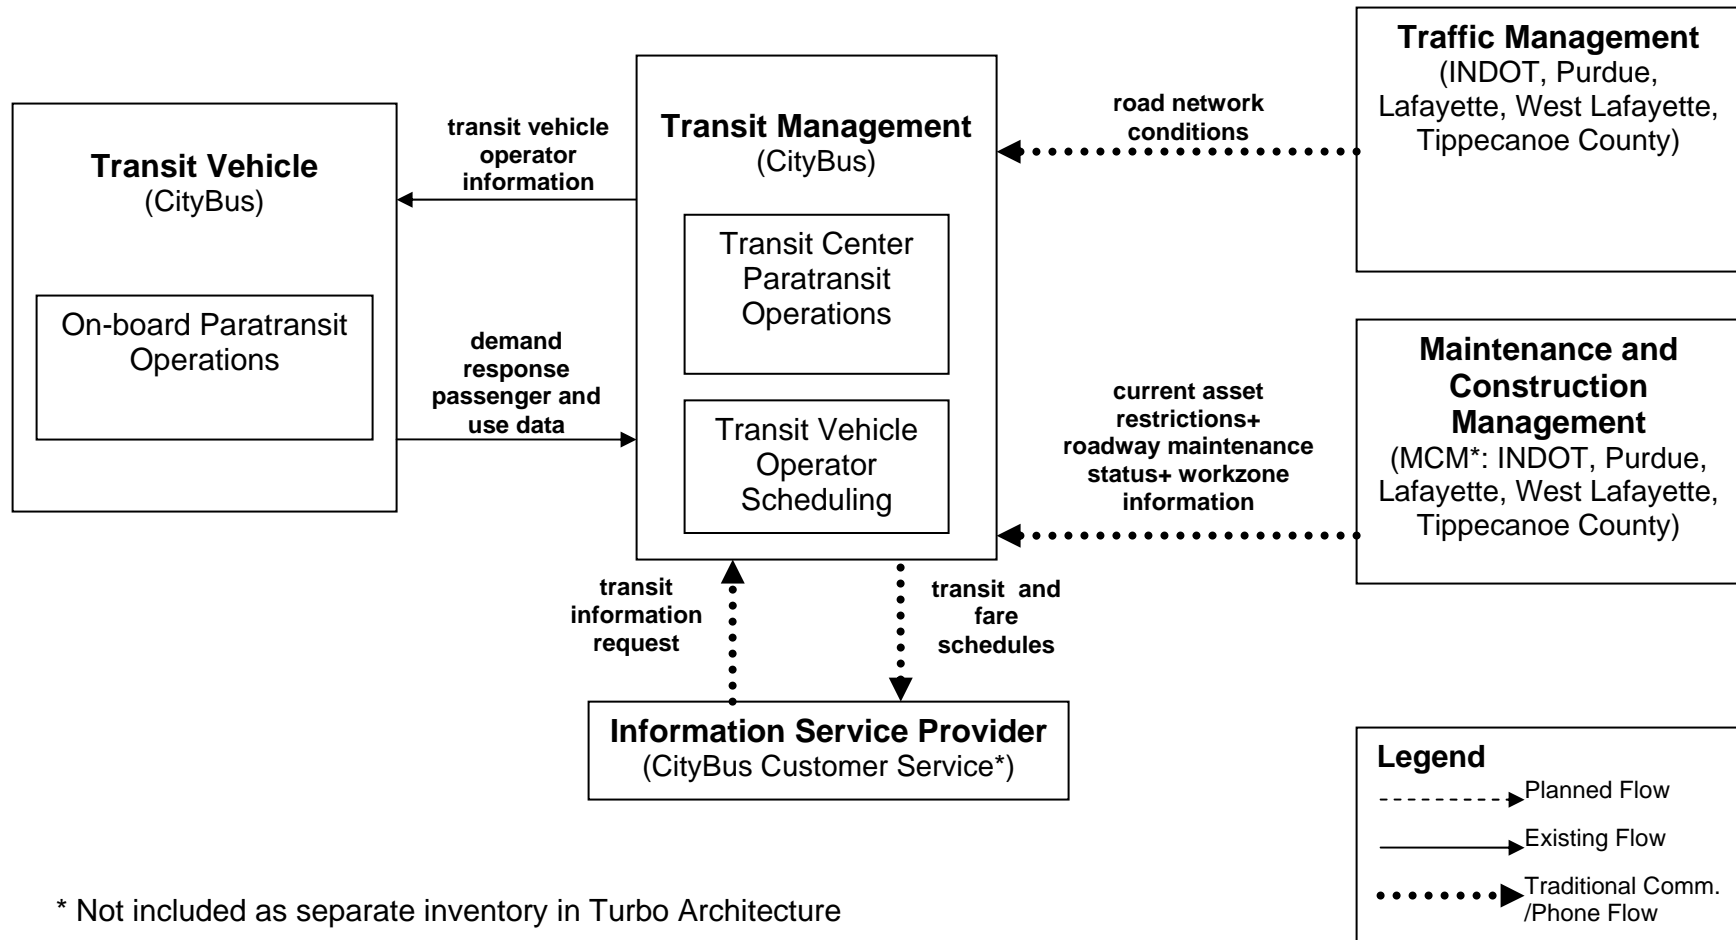 Transit Vehicle
(CityBus)
On-board Paratransit
Operations
transit vehicle
operator
information
demand
response
passenger and
use data
Transit Management
(CityBus)
Transit Center
Paratransit
Operations
Transit Vehicle
Operator
Scheduling
road network
conditions
Traffic Management
(INDOT, Purdue,
Lafayette, West Lafayette,
Tippecanoe County)
current asset
restrictions+
roadway maintenance
status+ workzone
information
Maintenance and
Construction
Management
(MCM*: INDOT, Purdue,
Lafayette, West Lafayette,
Tippecanoe County)
transit
information
request
transit and
fare
schedules
Information Service Provider
(CityBus Customer Service*)
Legend
Planned Flow
Existing Flow
Traditional Comm.
/Phone Flow
* Not included as separate inventory in Turbo Architecture